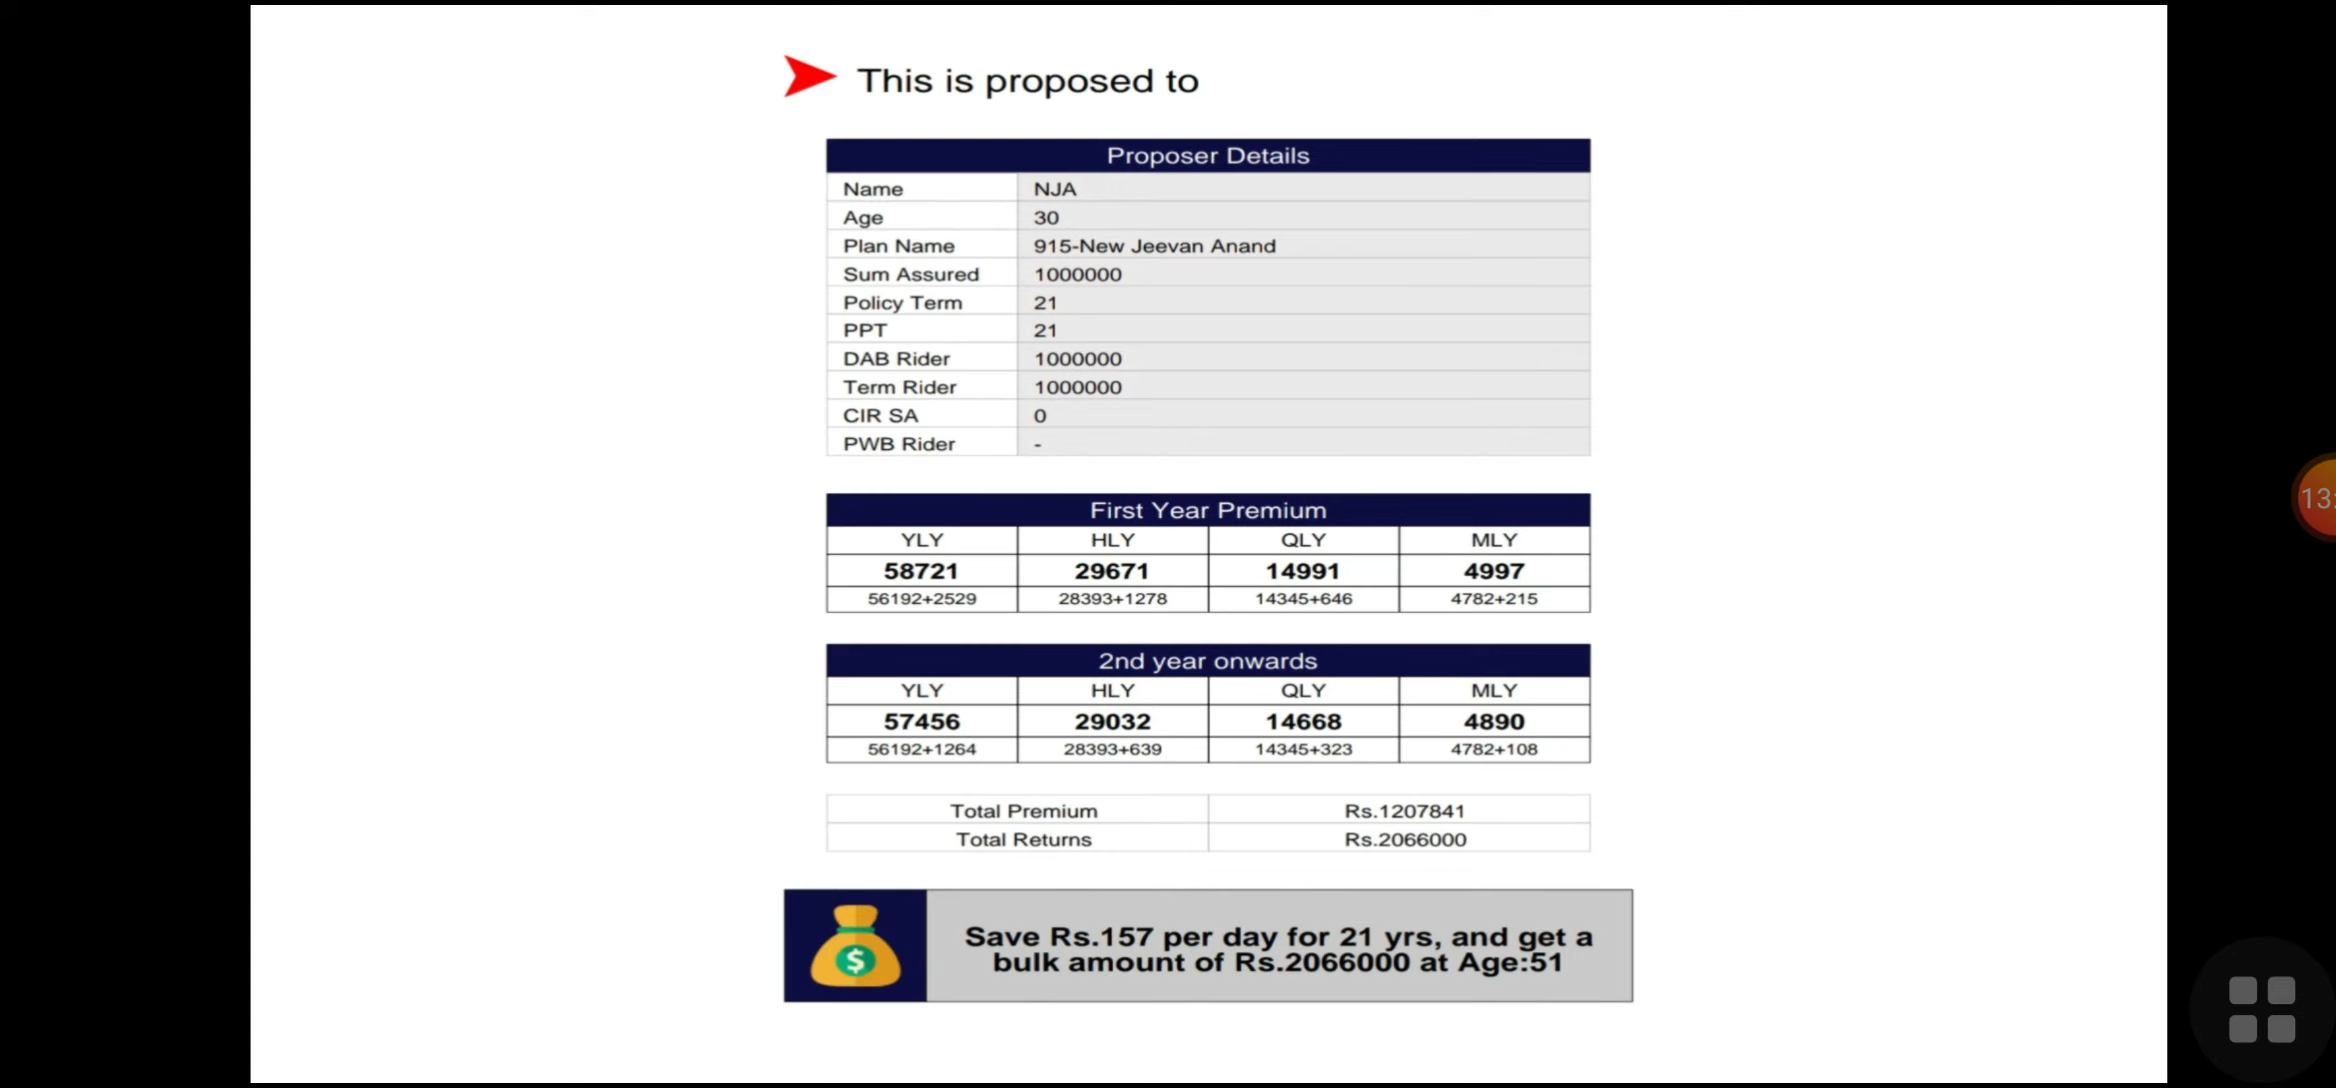 This is proposed to
Proposer Details
Name NJA
Age 30
Plan Name 915-New Jeevan Anand
Sum Assured 1000000
Policy Term 21
PPT 21
DAB Rider 1000000
Term Rider 1000000
CIR SA 0
PWB Rider -
First Year Premium
YLY HLY QLY MLY
58721 29671 14991 4997
56192+2529 28393+1278 14345+646 4782+215
2nd year onwards
YLY HLY QLY MLY
57456 29032 14668 4890
56192+1264 28393+639 14345+323 4782+108
Total Premium Rs.1207841
Total Returns Rs.2066000
$
Save Rs.157 per day for 21 yrs, and get a
bulk amount of Rs.2066000 at Age:51